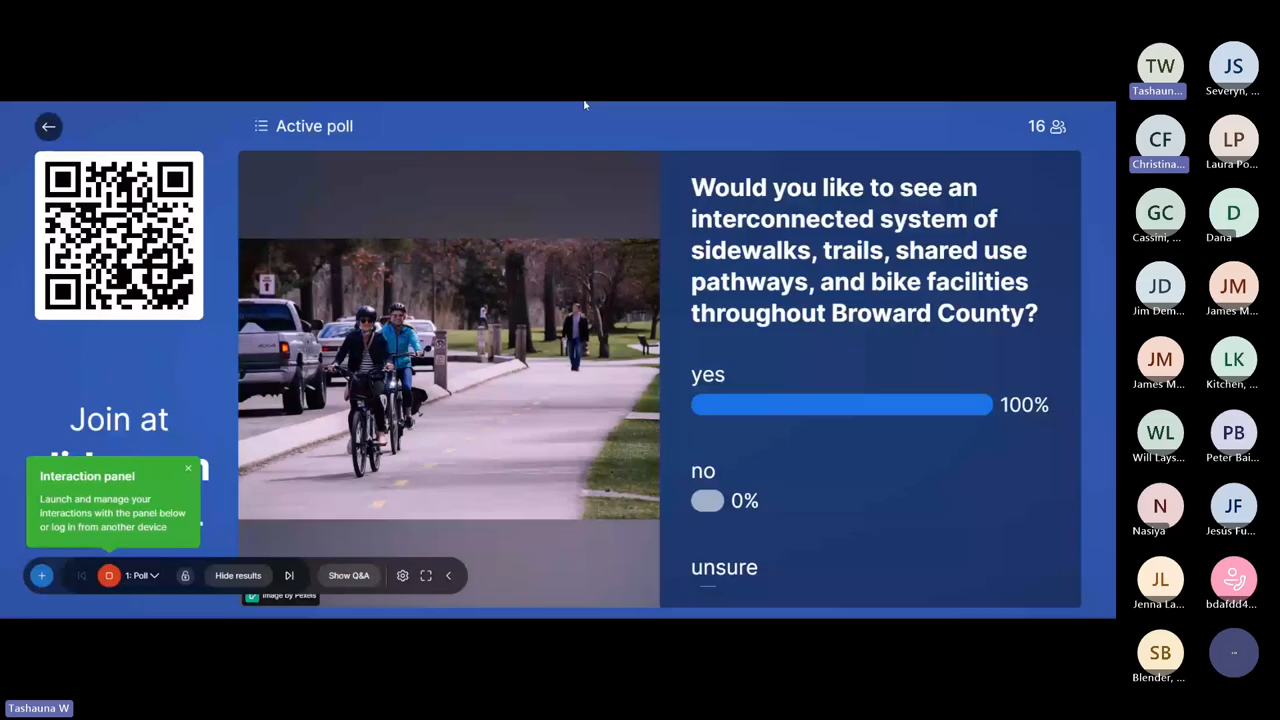 Active poll
16
Would you like to see an
interconnected system of
sidewalks, trails, shared use
pathways, and bike facilities
throughout Broward County?
yes
100%
no
0%
unsure
Join at
Interaction panel
Launch and manage your
interactions with the panel below
or log in from another device
1: Poll
Hide results
Show Q&A
Image by Pexels
TW
Tashaun...
JS
Severyn, ...
CF
Christina...
LP
Laura Po...
GC
Cassini, ...
D
Dana
JD
Jim Dem...
JM
James M...
JM
James M...
LK
Kitchen, ...
WL
Will Lays...
PB
Peter Bai...
N
Nasiya
JF
Jesus Fu...
JL
Jenna La...
bdafdd4...
SB
Blender, ...
Tashauna W